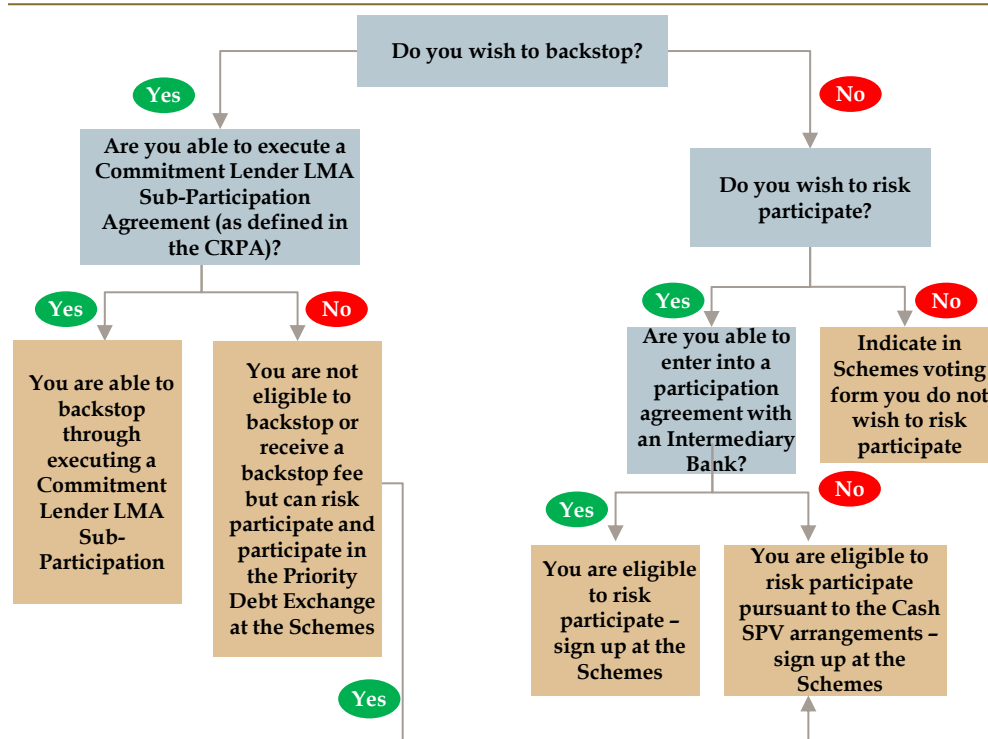 Do you wish to backstop?
Yes
No
Are you able to execute a
Commitment Lender LMA
Sub-Participation
Agreement (as defined in
the CRPA)?
Do you wish to risk
participate?
Yes
No
Yes
No
You are able to
backstop
through
executing a
Commitment
Lender LMA
Sub-
Participation
You are not
eligible to
backstop or
receive a
backstop fee
but can risk
participate and
participate in
the Priority
Debt Exchange
at the Schemes
Are you able to
enter into a
participation
agreement with
an Intermediary
Bank?
Indicate in
Schemes voting
form you do not
wish to risk
participate
Yes
No
You are eligible
to risk
participate –
sign up at the
Schemes
You are eligible to
risk participate
pursuant to the Cash
SPV arrangements –
sign up at the
Schemes
Yes